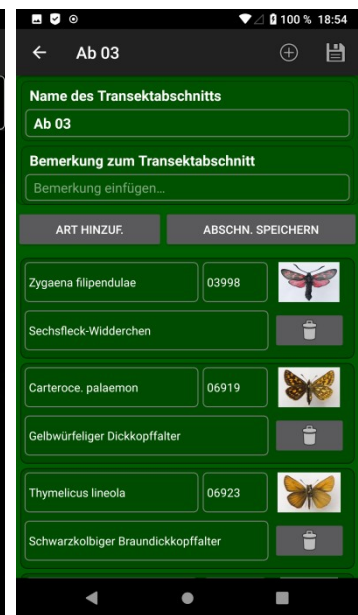 100 % 18:54
Ab 03
Name des Transektabschnitts
Ab 03
Bemerkung zum Transektabschnitt
Bemerkung einfügen…
ART HINZUF. ABSCHN. SPEICHERN
Zygaena filipendulae 03998
Sechsfleck-Widderchen
Carteroce. palaemon 06919
Gelbwürfeliger Dickkopffalter
Thymelicus lineola 06923
Schwarzkolbiger Braundickkopffalter